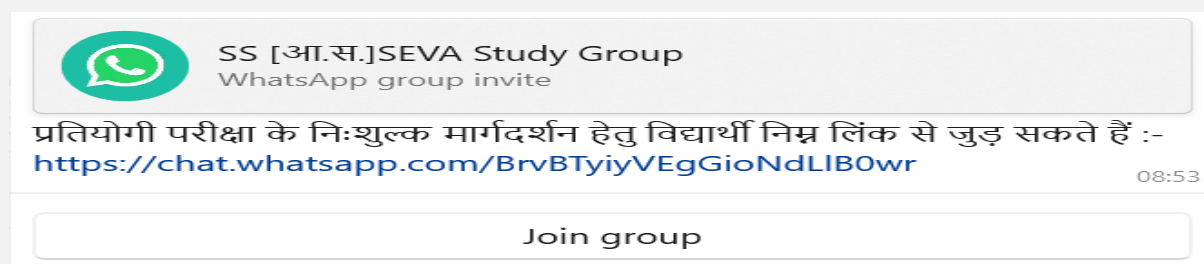 SS [आ.स.]SEVA Study Group
WhatsApp group invite
प्रतियोगी परीक्षा के निःशुल्क मार्गदर्शन हेतु विद्यार्थी निम्न लिंक से जुड़ सकते हैं :-
https://chat.whatsapp.com/BrvBTyiyVEgGioNdLlB0wr
08:53
Join group